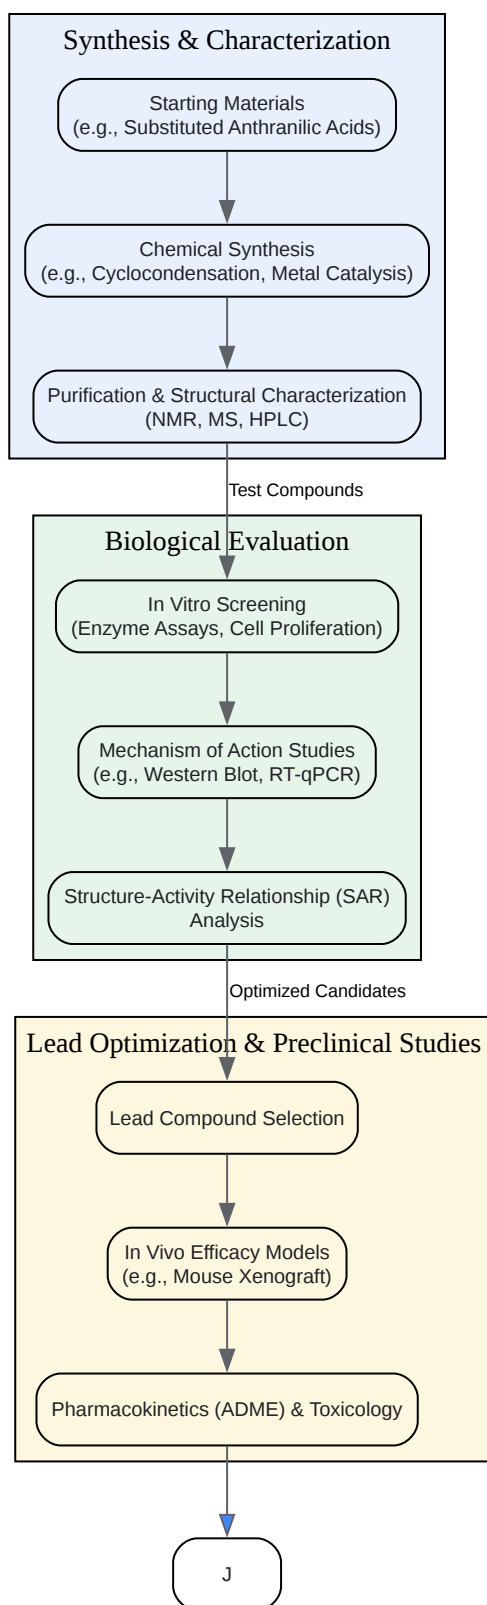 Synthesis & Characterization
Starting Materials
(e.g., Substituted Anthranilic Acids)
Chemical Synthesis
(e.g., Cyclocondensation, Metal Catalysis)
Purification & Structural Characterization
(NMR, MS, HPLC)
Test Compounds
Biological Evaluation
In Vitro Screening
(Enzyme Assays, Cell Proliferation)
Mechanism of Action Studies
(e.g., Western Blot, RT-qPCR)
Structure-Activity Relationship (SAR)
Analysis
Optimized Candidates
Lead Optimization & Preclinical Studies
Lead Compound Selection
In Vivo Efficacy Models
(e.g., Mouse Xenograft)
Pharmacokinetics (ADME) & Toxicology
J